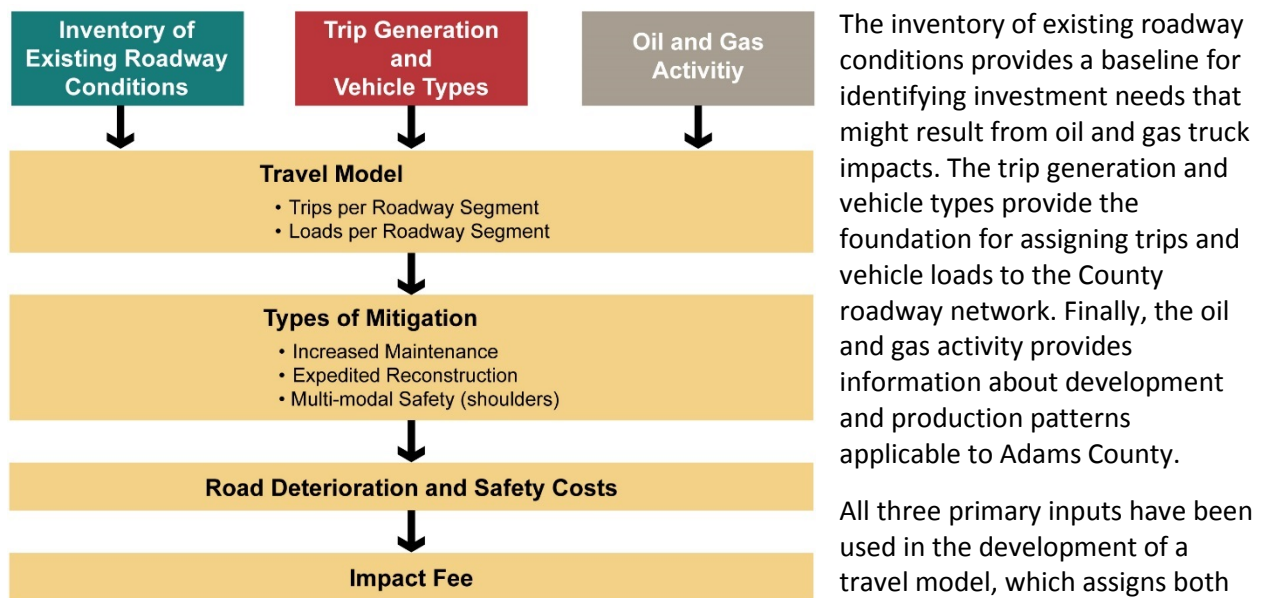 Inventory of
Existing Roadway
Conditions
Trip Generation
and
Vehicle Types
Oil and Gas
Activitiy
Travel Model
• Trips per Roadway Segment
• Loads per Roadway Segment
Types of Mitigation
• Increased Maintenance
• Expedited Reconstruction
• Multi-modal Safety (shoulders)
Road Deterioration and Safety Costs
Impact Fee
The inventory of existing roadway
conditions provides a baseline for
identifying investment needs that
might result from oil and gas truck
impacts. The trip generation and
vehicle types provide the
foundation for assigning trips and
vehicle loads to the County
roadway network. Finally, the oil
and gas activity provides
information about development
and production patterns
applicable to Adams County.
All three primary inputs have been
used in the development of a
travel model, which assigns both